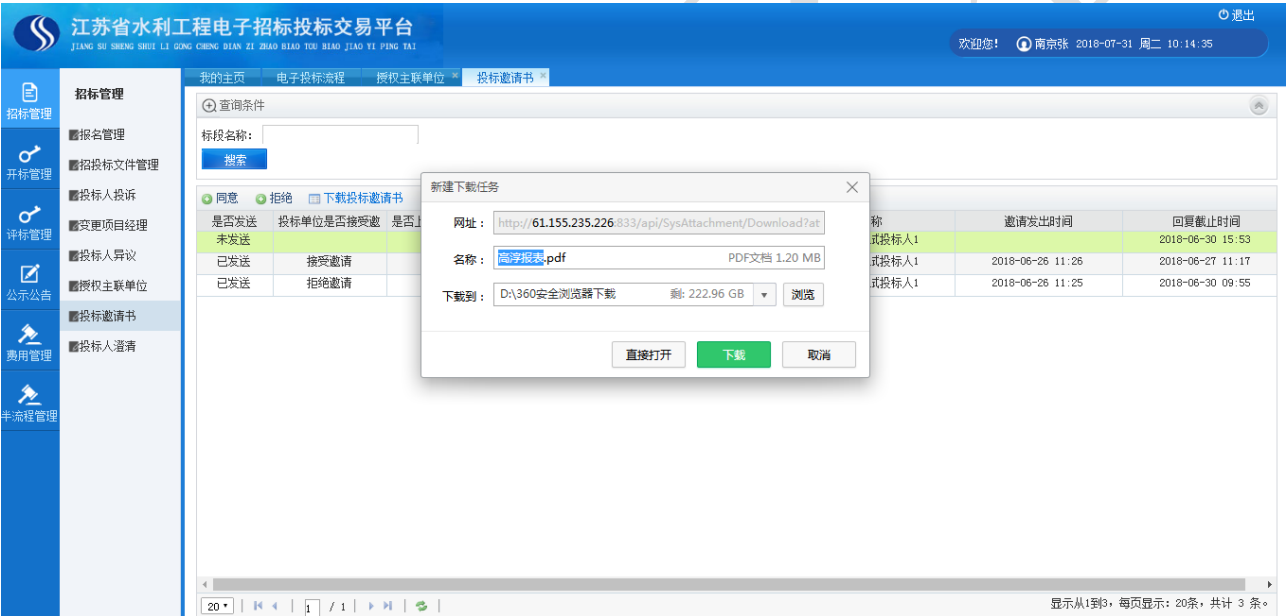 退出
江苏省水利工程电子招标投标交易平台
JIANG SU SHENG SHUI LI GONG CHENG DIAN ZI ZHAO BIAO TOU BIAO JIAO YI PING TAI
欢迎您! 南京张 2018-07-31 周二 10:14:35
我的主页 电子投标流程 授权主联单位 × 投标邀请书 ×
招标管理
开标管理
评标管理
公示公告
费用管理
半流程管理
招标管理
报名管理
招投标文件管理
投标人投诉
变更项目经理
投标人异议
授权主联单位
投标邀请书
投标人澄清
查询条件
标段名称:
搜索
同意 拒绝 下载投标邀请书
是否发送 投标单位是否接受邀 是否上 称 邀请发出时间 回复截止时间
未发送 式投标人1 2018-06-30 15:53
已发送 接受邀请 式投标人1 2018-06-26 11:26 2018-06-27 11:17
已发送 拒绝邀请 式投标人1 2018-06-26 11:25 2018-06-30 09:55
新建下载任务
网址: http://61.155.235.226:833/api/SysAttachment/Download?at
名称: 高淳报表.pdf PDF文档 1.20 MB
下载到: D:\360安全浏览器下载 剩: 222.96 GB 浏览
直接打开 下载 取消
20 1 / 1 显示从1到3，每页显示: 20条，共计 3 条。